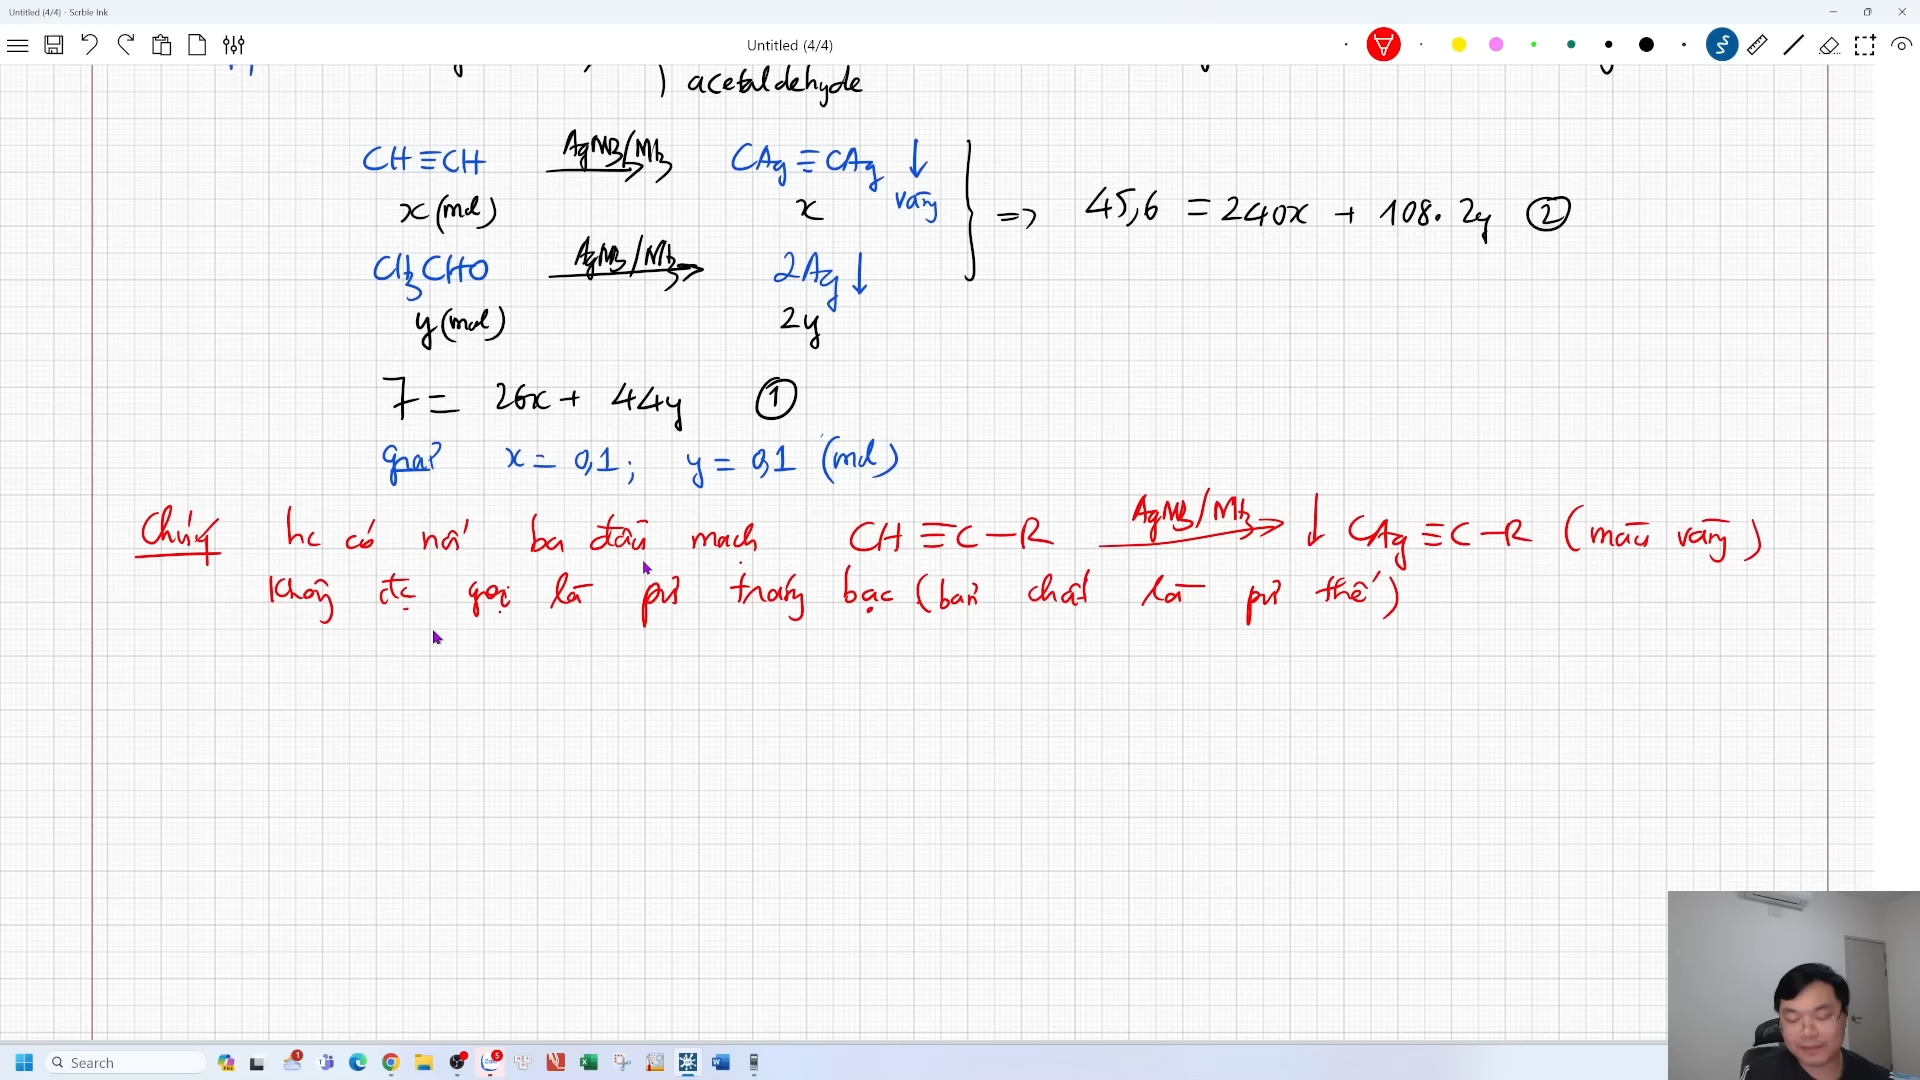 Untitled (4/4) - Scrble Ink
Untitled (4/4)
) acetaldehyde
CH≡CH AgNO3/NH3 CAg≡CAg ↓ vàng
x (mol) x
⇒ 45,6 = 240x + 108. 2y ②
CH3CHO AgNO3/NH3 2Ag ↓
y (mol) 2y
7 = 26x + 44y ①
giải x = 0,1; y = 0,1 (mol)
Chú ý hc có nối ba đầu mạch CH≡C-R AgNO3/NH3 ↓ CAg≡C-R (màu vàng)
không đc gọi là pứ tráng bạc (bản chất là pứ thế)
Search